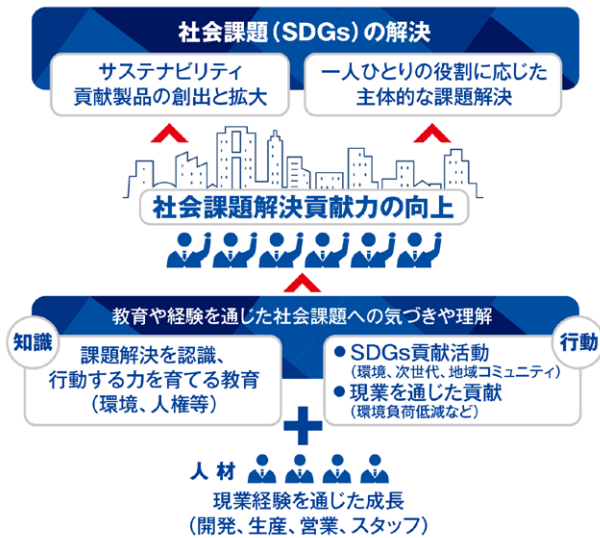 社会課題(SDGs)の解決
サステナビリティ
貢献製品の創出と拡大
一人ひとりの役割に応じた
主体的な課題解決
社会課題解決貢献力の向上
教育や経験を通じた社会課題への気づきや理解
知識
課題解決を認識、
行動する力を育てる教育
(環境、人権等)
行動
● SDGs貢献活動
(環境、次世代、地域コミュニティ)
● 現業を通じた貢献
(環境負荷低減など)
+
人材
現業経験を通じた成長
(開発、生産、営業、スタッフ)